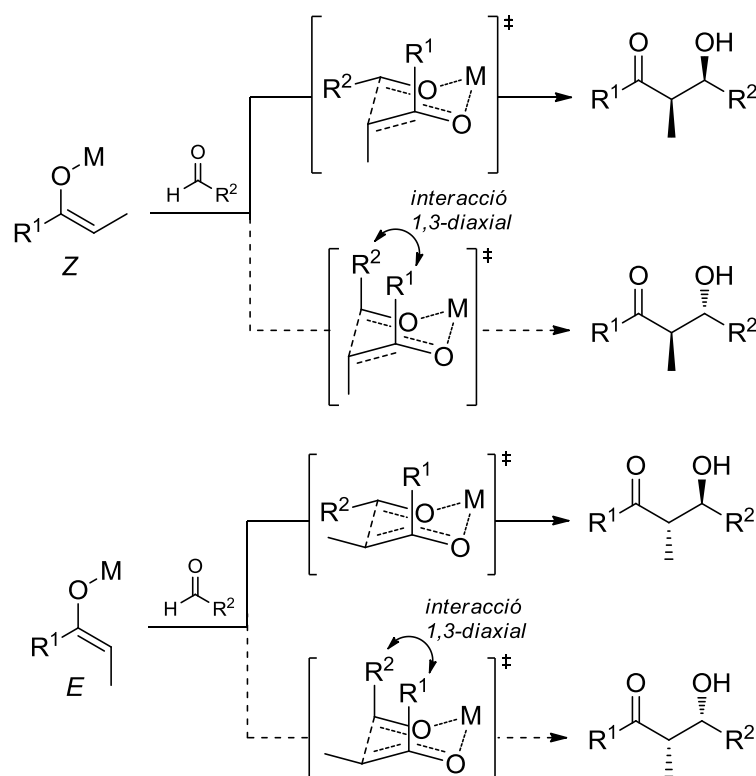 R¹
‡
O OH
R² O M
R¹ R²
O
M
O
O
H R²
R¹
Z
interacció
1,3-diaxial
R²
R¹
‡
M
O
O
O OH
R¹ R²
R¹
‡
O OH
R² O M
R¹ R²
O
M
O
O
H R²
R¹
E
interacció
1,3-diaxial
R²
R¹
‡
M
O
O
O OH
R¹ R²